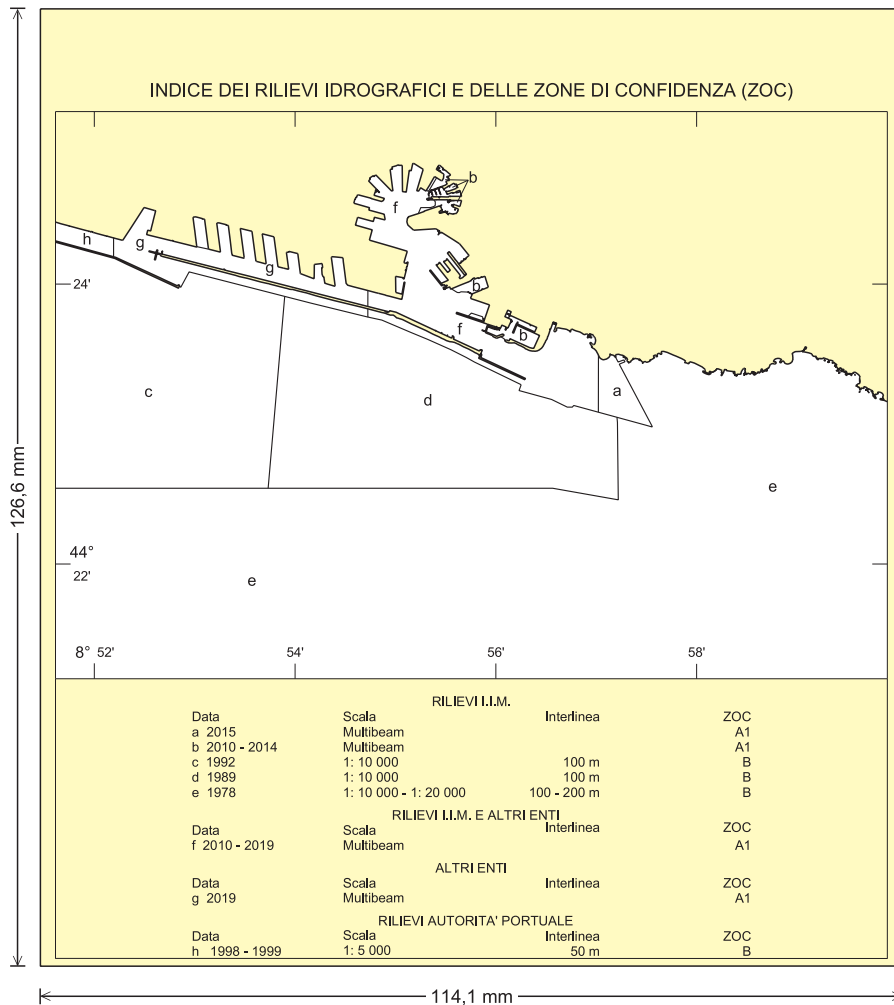 INDICE DEI RILIEVI IDROGRAFICI E DELLE ZONE DI CONFIDENZA (ZOC)
b
f
h
g
g
24'
b
f
b
c
d
a
e
44°
22'
e
8° 52' 54' 56' 58'
126,6 mm
RILIEVI I.I.M.
Data Scala Interlinea ZOC
a 2015 Multibeam A1
b 2010 - 2014 Multibeam A1
c 1992 1: 10 000 100 m B
d 1989 1: 10 000 100 m B
e 1978 1: 10 000 - 1: 20 000 100 - 200 m B
RILIEVI I.I.M. E ALTRI ENTI
Data Scala Interlinea ZOC
f 2010 - 2019 Multibeam A1
ALTRI ENTI
Data Scala Interlinea ZOC
g 2019 Multibeam A1
RILIEVI AUTORITA' PORTUALE
Data Scala Interlinea ZOC
h 1998 - 1999 1: 5 000 50 m B
114,1 mm